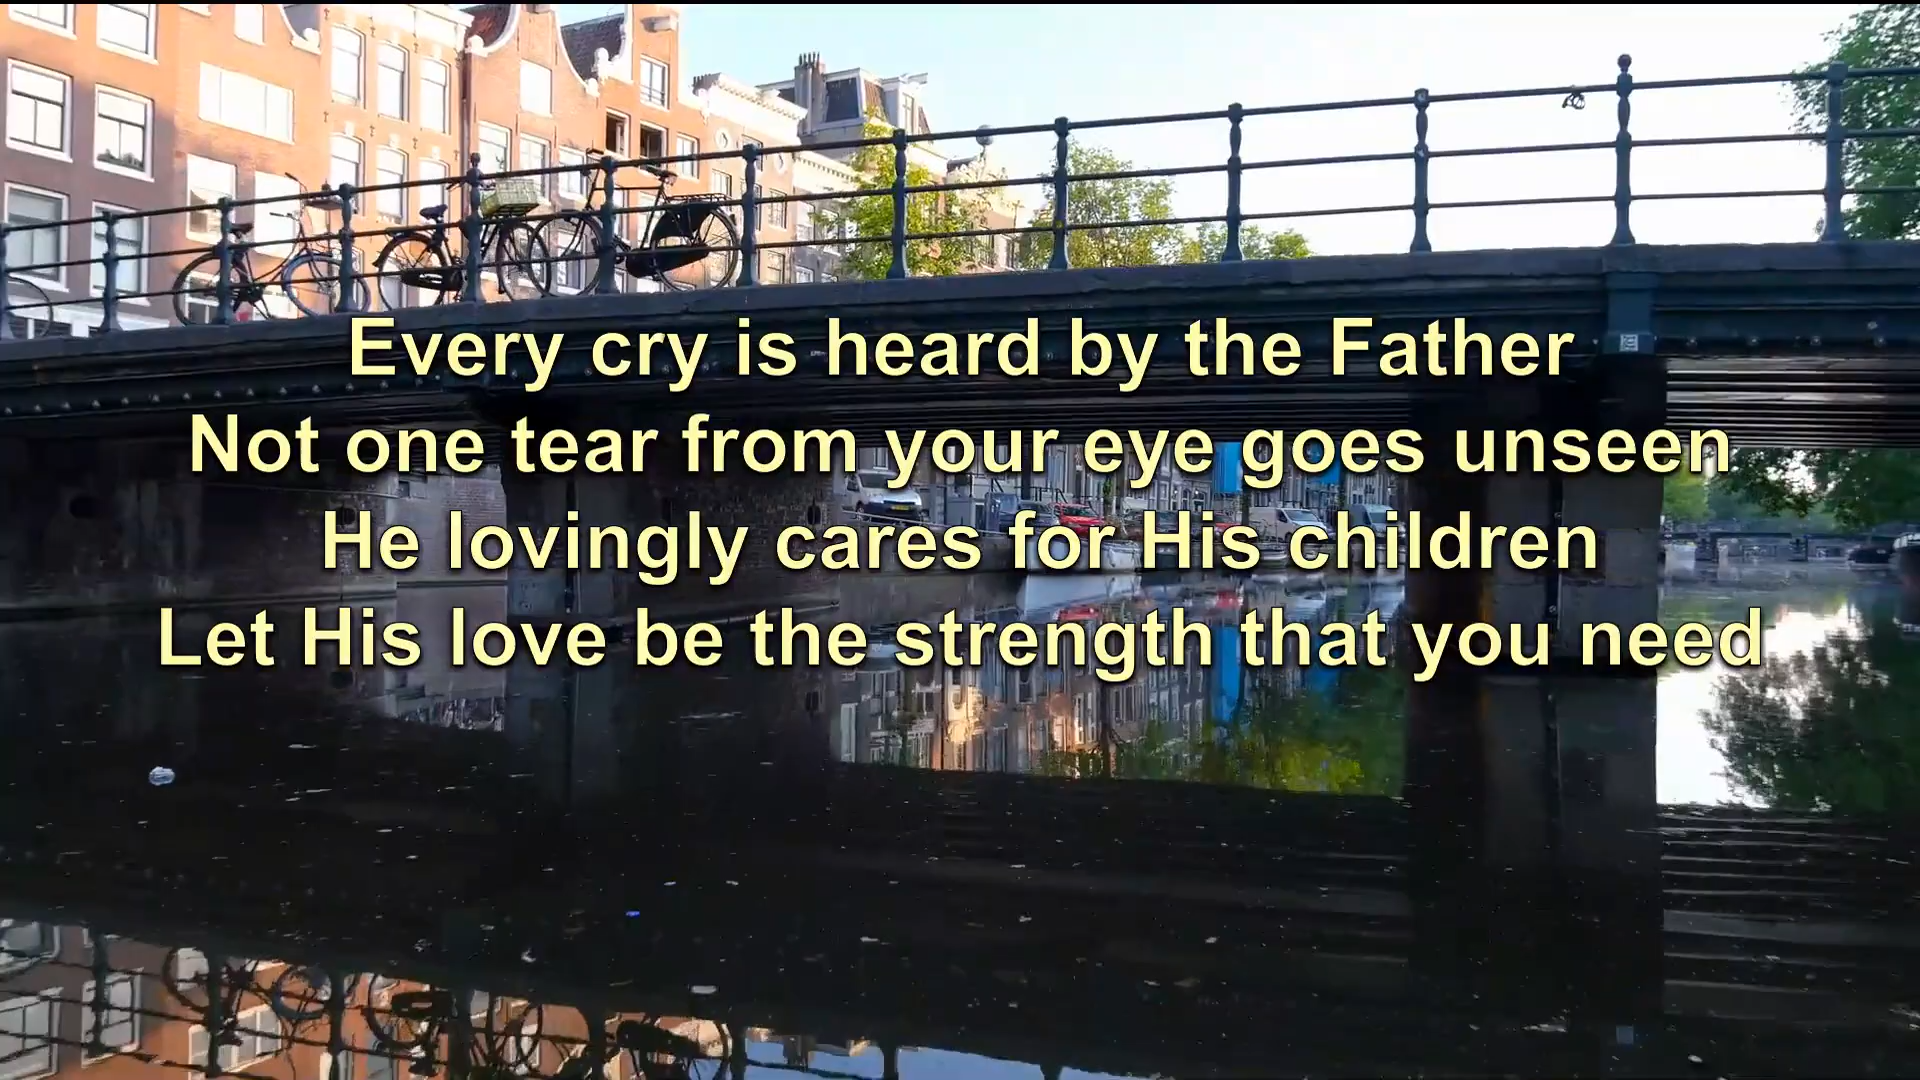 Every cry is heard by the Father
Not one tear from your eye goes unseen
He lovingly cares for His children
Let His love be the strength that you need